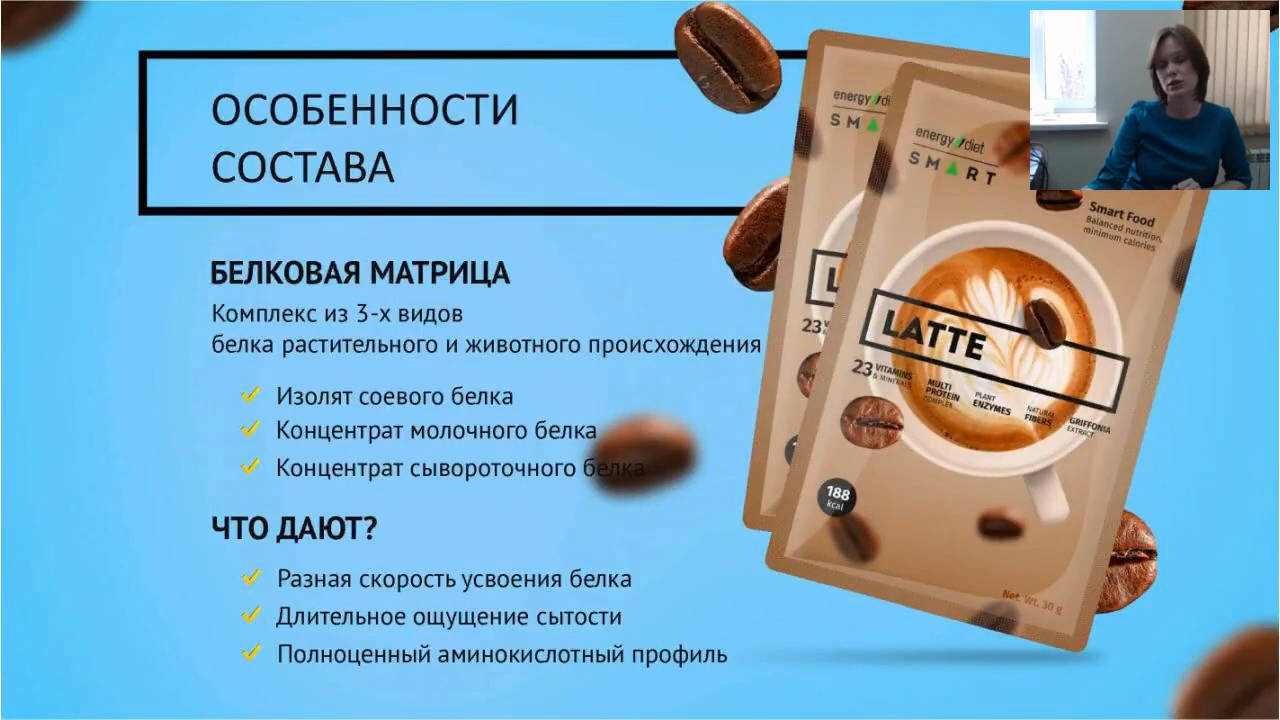 ОСОБЕННОСТИ
СОСТАВА
БЕЛКОВАЯ МАТРИЦА
Комплекс из 3-х видов
белка растительного и животного происхождения
Изолят соевого белка
Концентрат молочного белка
Концентрат сывороточного белка
ЧТО ДАЮТ?
Разная скорость усвоения белка
Длительное ощущение сытости
Полноценный аминокислотный профиль
energy
23
energy diet
SMART
Smart Food
Balanced nutrition,
minimum calories
LATTE
23 VITAMINS
& MINERALS
MULTI
PROTEIN
COMPLEX
PLANT
ENZYMES
NATURAL
FIBERS
GRIFFONIA
EXTRACT
188
kcal
Net. Wt. 30 g